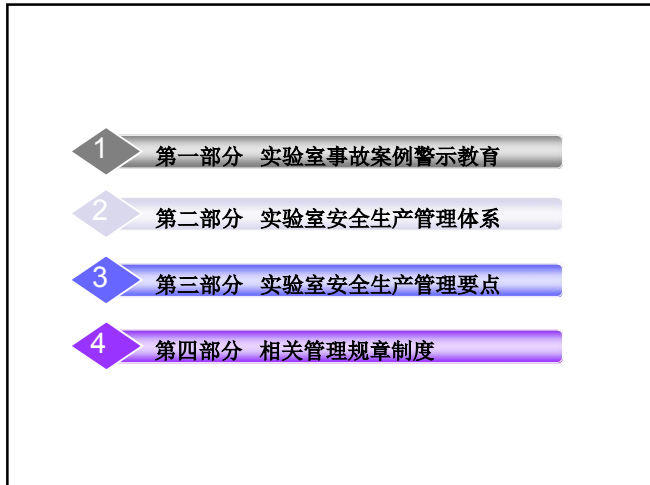 1 第一部分 实验室事故案例警示教育
2 第二部分 实验室安全生产管理体系
3 第三部分 实验室安全生产管理要点
4 第四部分 相关管理规章制度